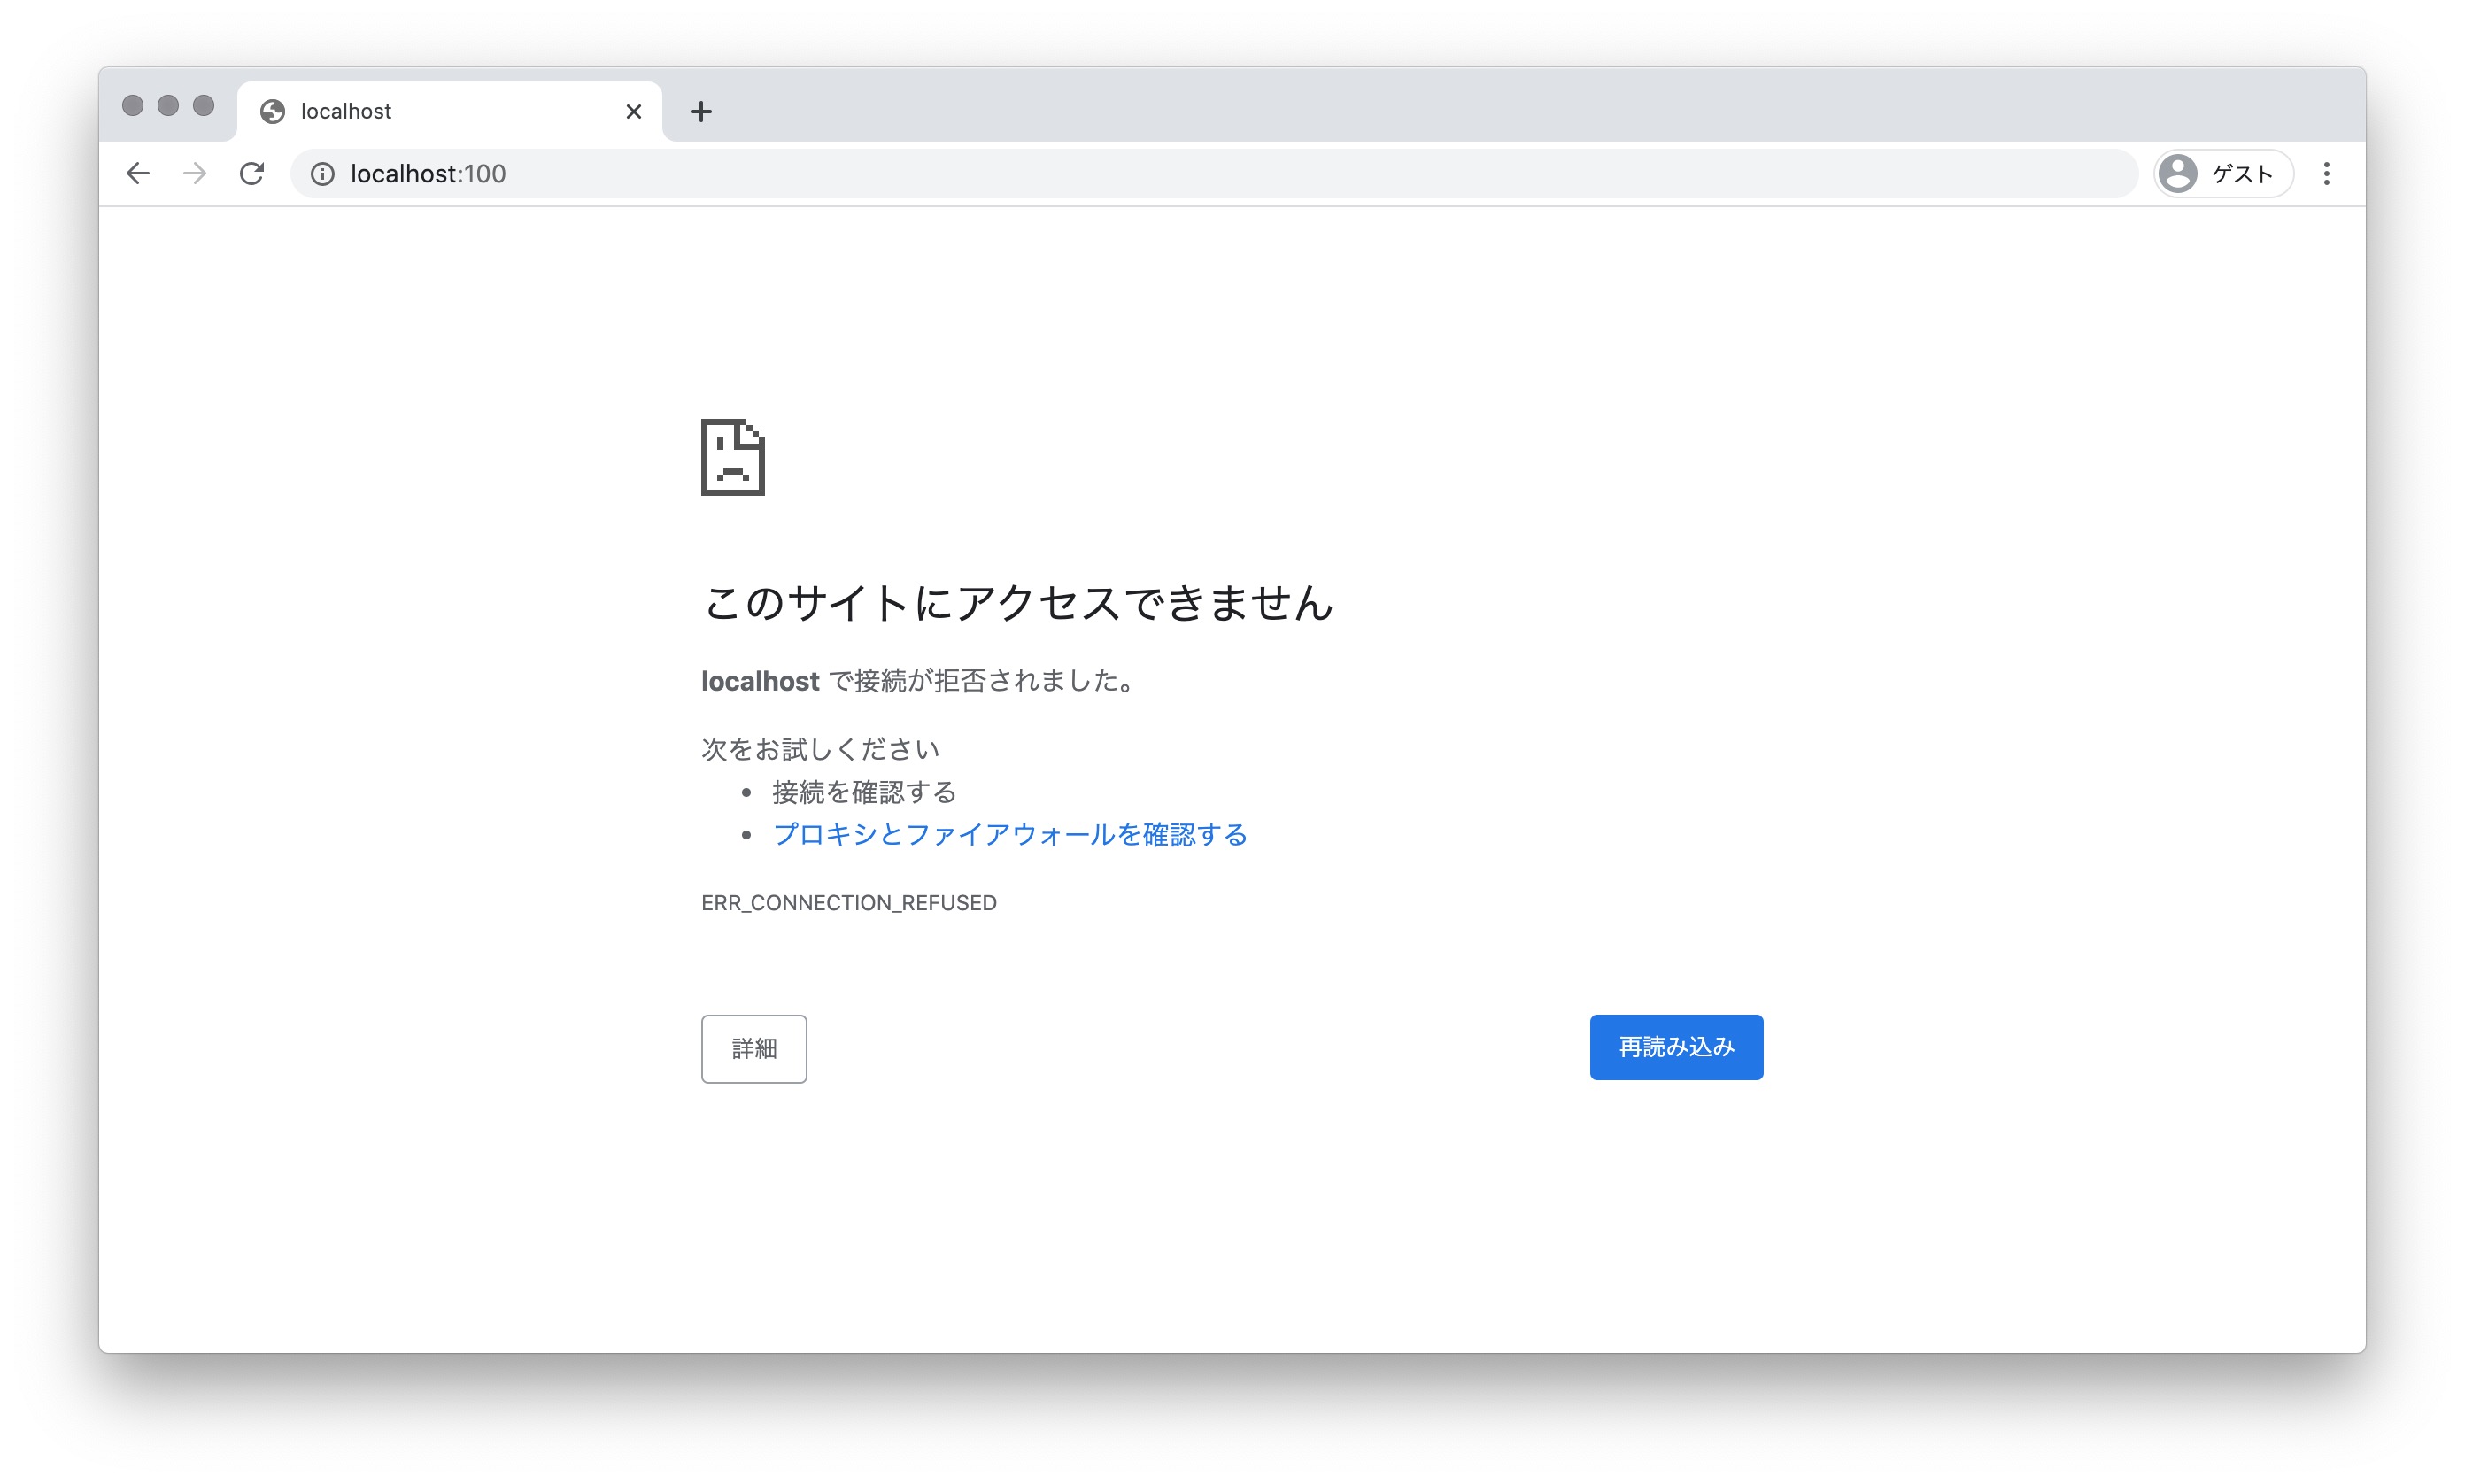 localhost
localhost:100
ゲスト
このサイトにアクセスできません
localhost で接続が拒否されました。
次をお試しください
接続を確認する
プロキシとファイアウォールを確認する
ERR_CONNECTION_REFUSED
詳細
再読み込み